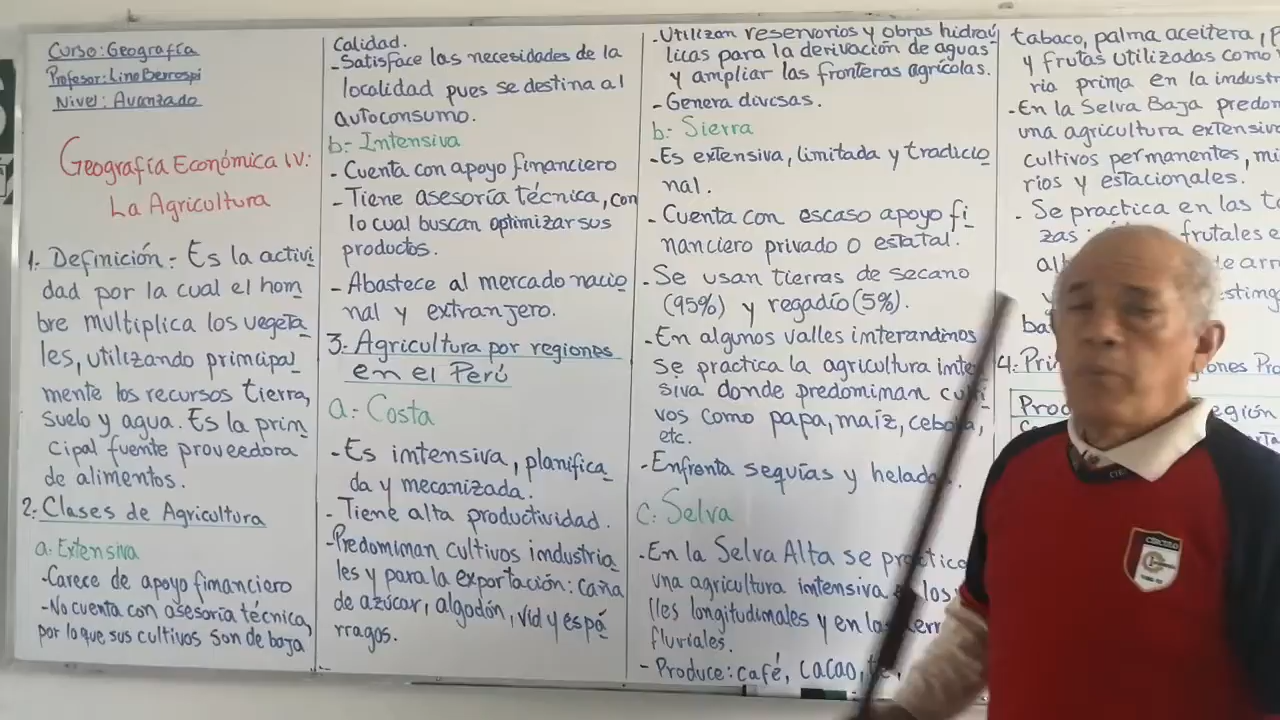 Curso: Geografía
Profesor: Lino Berrospi
Nivel: Avanzado
Geografía Económica IV:
La Agricultura
1. Definición.- Es la activi
dad por la cual el hom
bre multiplica los vegeta
les, utilizando principal
mente los recursos tierra,
suelo y agua. Es la prin
cipal fuente proveedora
de alimentos.
2. Clases de Agricultura
a. Extensiva
- Carece de apoyo financiero
- No cuenta con asesoría técnica,
por lo que sus cultivos son de baja
calidad.
- Satisface las necesidades de la
localidad pues se destina al
autoconsumo.
b.- Intensiva
- Cuenta con apoyo financiero
- Tiene asesoría técnica, con
lo cual buscan optimizar sus
productos.
- Abastece al mercado nacio
nal y extranjero.
3. Agricultura por regiones
en el Perú
a.- Costa
- Es intensiva, planifica
da y mecanizada.
- Tiene alta productividad.
- Predominan cultivos industria
les y para la exportación: caña
de azúcar, algodón, vid y espá
rragos.
- Utilizan reservorios y obras hidraú
licas para la derivación de aguas
y ampliar las fronteras agrícolas.
- Genera divisas.
b.- Sierra
- Es extensiva, limitada y tradicio
nal.
- Cuenta con escaso apoyo fi
nanciero privado o estatal.
- Se usan tierras de secano
(95%) y regadío (5%).
- En algunos valles interandinos
se practica la agricultura inten
siva donde predominan culti
vos como papa, maíz, cebolla,
etc.
- Enfrenta sequías y helada
c. Selva
- En la Selva Alta se practica
una agricultura intensiva en los
lles longitudinales y en las terr
fluviales.
- Produce: café, cacao, té,
tabaco, palma aceitera,
y frutas utilizadas como
ria prima en la industr
- En la Selva Baja predom
una agricultura extensiv
cultivos permanentes, mi
rios y estacionales.
- Se practica en las
zas frutales e
4. Prin iones Pro
Prod egión
CÍRCULO